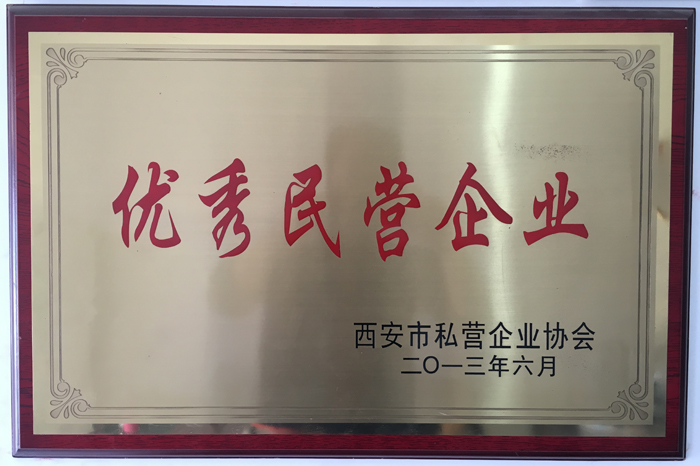 优秀民营企业
西安市私营企业协会
二〇一三年六月